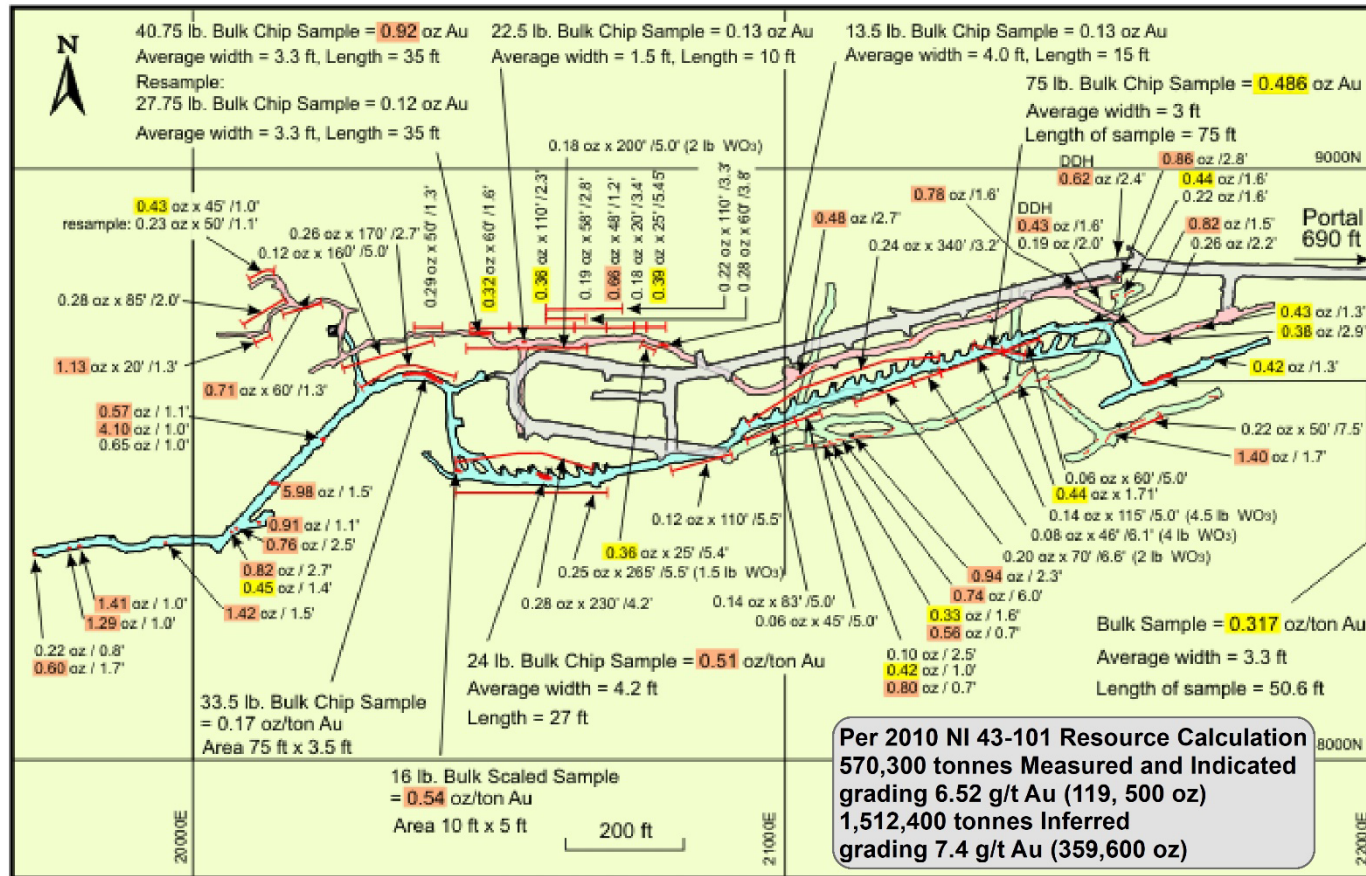 40.75 lb. Bulk Chip Sample = 0.92 oz Au
Average width = 3.3 ft, Length = 35 ft
Resample:
27.75 lb. Bulk Chip Sample = 0.12 oz Au
Average width = 3.3 ft, Length = 35 ft
22.5 lb. Bulk Chip Sample = 0.13 oz Au
Average width = 1.5 ft, Length = 10 ft
13.5 lb. Bulk Chip Sample = 0.13 oz Au
Average width = 4.0 ft, Length = 15 ft
75 lb. Bulk Chip Sample = 0.486 oz Au
Average width = 3 ft
Length of sample = 75 ft
N
0.18 oz x 200' /5.0' (2 lb WO3)
9000N
DDH
0.62 oz /2.4'
0.86 oz /2.8'
0.44 oz /1.6'
0.22 oz /1.6'
0.78 oz /1.6'
DDH
0.43 oz /1.6'
0.19 oz /2.0'
0.82 oz /1.5'
0.26 oz /2.2'
Portal
690 ft
0.43 oz x 45' /1.0'
resample: 0.23 oz x 50' /1.1'
0.26 oz x 170' /2.7'
0.12 oz x 160' /5.0'
0.29 oz x 50' /1.3'
0.32 oz x 60' /1.6'
0.36 oz x 110' /2.3'
0.19 oz x 58' /2.8'
0.66 oz x 48' /1.2'
0.18 oz x 20' /3.4'
0.39 oz x 25' /5.45'
0.22 oz x 110' /3.3'
0.28 oz x 60' /3.8'
0.48 oz /2.7'
0.24 oz x 340' /3.2'
0.28 oz x 85' /2.0'
1.13 oz x 20' /1.3'
0.71 oz x 60' /1.3'
0.43 oz /1.3'
0.38 oz /2.9'
0.42 oz /1.3'
0.57 oz / 1.1'
4.10 oz / 1.0'
0.65 oz / 1.0'
0.22 oz x 50' /7.5'
1.40 oz / 1.7'
5.98 oz / 1.5'
0.91 oz / 1.1'
0.76 oz / 2.5'
0.82 oz / 2.7'
0.45 oz / 1.4'
1.42 oz / 1.5'
1.41 oz / 1.0'
1.29 oz / 1.0'
0.22 oz / 0.8'
0.60 oz / 1.7'
0.12 oz x 110' /5.5'
0.36 oz x 25' /5.4'
0.25 oz x 265' /5.5' (1.5 lb WO3)
0.28 oz x 230' /4.2'
0.06 oz x 60' /5.0'
0.44 oz x 1.71'
0.14 oz x 115' /5.0' (4.5 lb WO3)
0.08 oz x 46' /6.1' (4 lb WO3)
0.20 oz x 70' /6.6' (2 lb WO3)
0.94 oz / 2.3'
0.74 oz / 6.0'
0.33 oz / 1.6'
0.56 oz / 0.7'
0.14 oz x 83' /5.0'
0.06 oz x 45' /5.0'
0.10 oz / 2.5'
0.42 oz / 1.0'
0.80 oz / 0.7'
Bulk Sample = 0.317 oz/ton Au
Average width = 3.3 ft
Length of sample = 50.6 ft
24 lb. Bulk Chip Sample = 0.51 oz/ton Au
Average width = 4.2 ft
Length = 27 ft
33.5 lb. Bulk Chip Sample
= 0.17 oz/ton Au
Area 75 ft x 3.5 ft
16 lb. Bulk Scaled Sample
= 0.54 oz/ton Au
Area 10 ft x 5 ft
200 ft
8000N
Per 2010 NI 43-101 Resource Calculation
570,300 tonnes Measured and Indicated
grading 6.52 g/t Au (119, 500 oz)
1,512,400 tonnes Inferred
grading 7.4 g/t Au (359,600 oz)
20000E
21000E
22000E